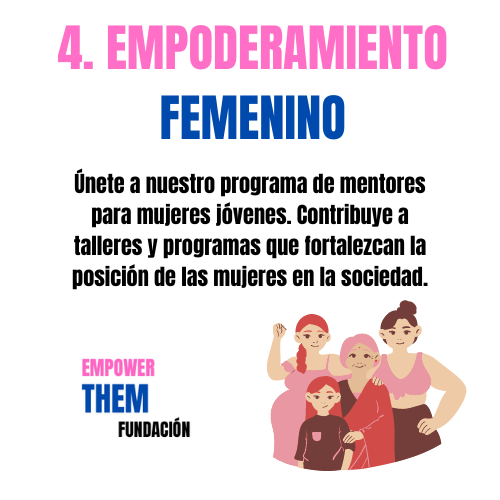 4. EMPODERAMIENTO
FEMENINO
Únete a nuestro programa de mentores
para mujeres jóvenes. Contribuye a
talleres y programas que fortalezcan la
posición de las mujeres en la sociedad.
EMPOWER
THEM
FUNDACIÓN